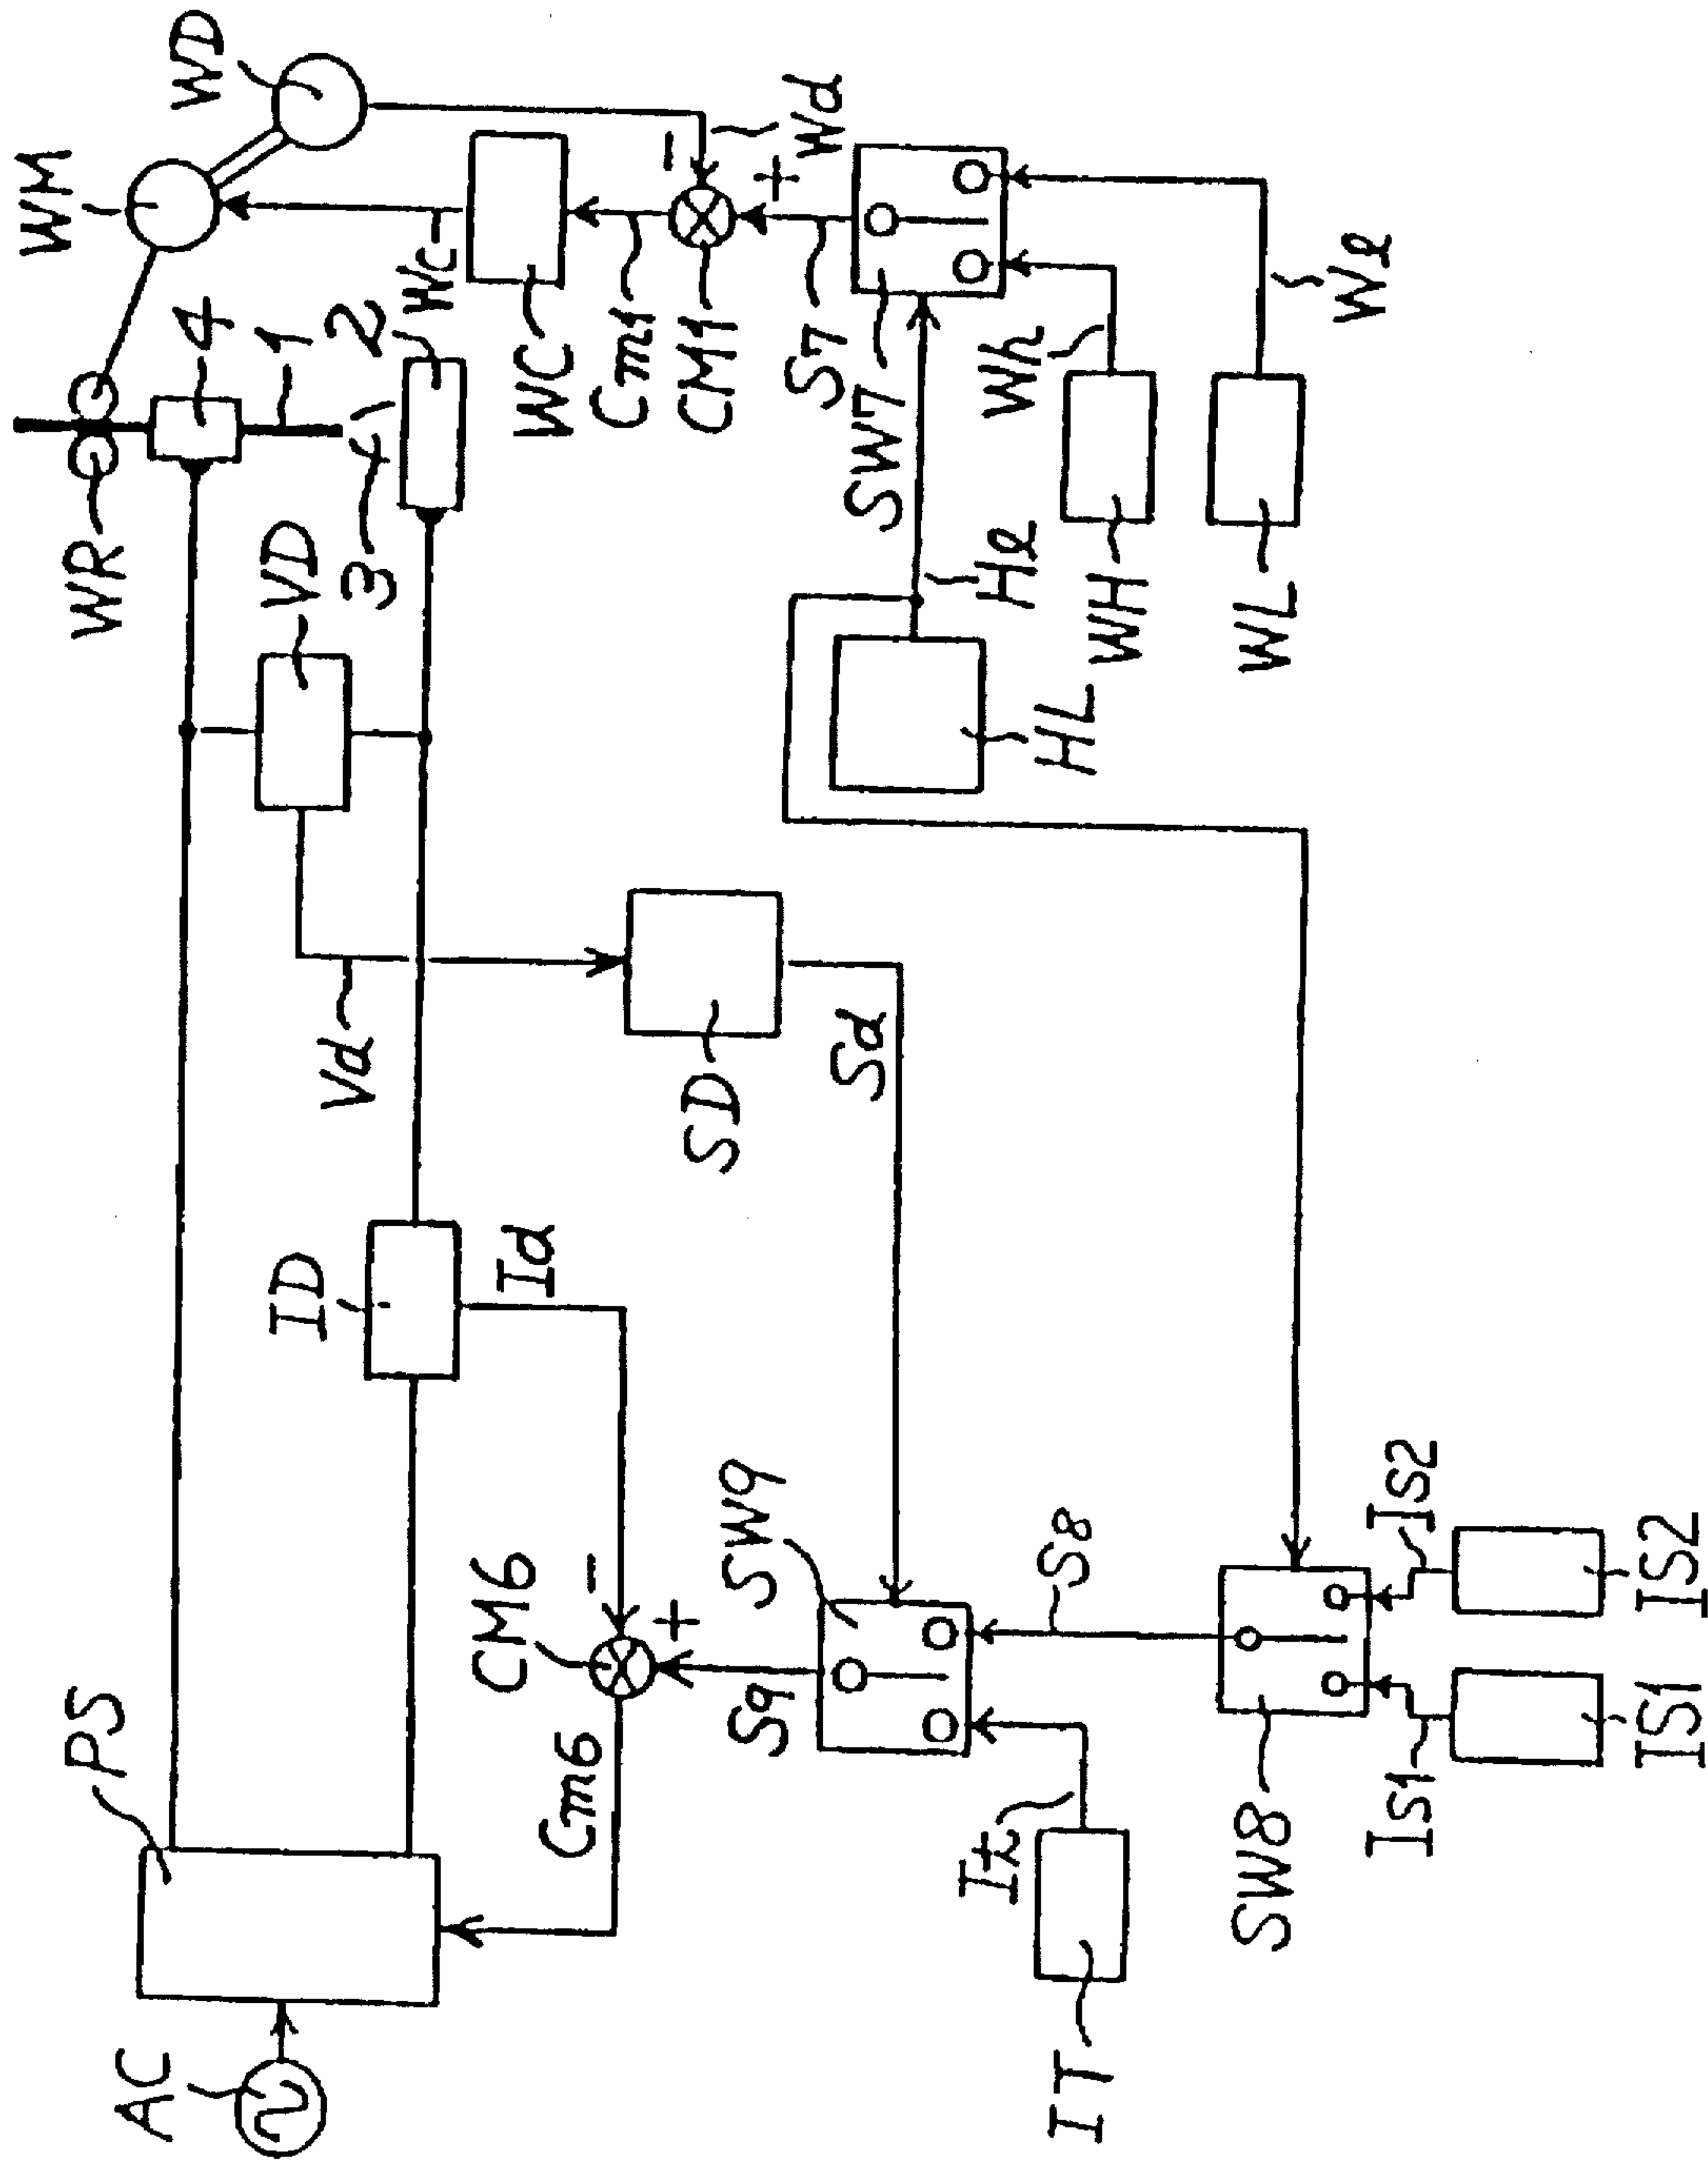 AC
PS
ID
Id
Vd
VD
WR
WM
WD
4
1
2
3
Wc
WC
Cm1
CM1
-
+
Wd
S7
SW7
Wh
WH
Wl
WL
Hl
HL
SD
Sd
CM6
-
+
Cm6
S9
SW9
It
IT
S8
SW8
Is1
IS1
Is2
IS2